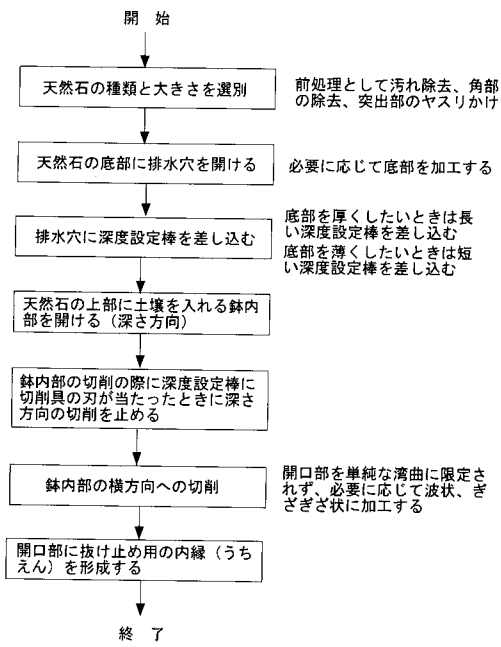 開　始
天然石の種類と大きさを選別
前処理として汚れ除去、角部
の除去、突出部のヤスリかけ
天然石の底部に排水穴を開ける
必要に応じて底部を加工する
排水穴に深度設定棒を差し込む
底部を厚くしたいときは長
い深度設定棒を差し込む
底部を薄くしたいときは短
い深度設定棒を差し込む
天然石の上部に土壌を入れる鉢内
部を開ける（深さ方向）
鉢内部の切削の際に深度設定棒に
切削具の刃が当たったときに深さ
方向の切削を止める
鉢内部の横方向への切削
開口部を単純な湾曲に限定さ
れず、必要に応じて波状、ぎ
ざぎざ状に加工する
開口部に抜け止め用の内縁（うち
えん）を形成する
終　了